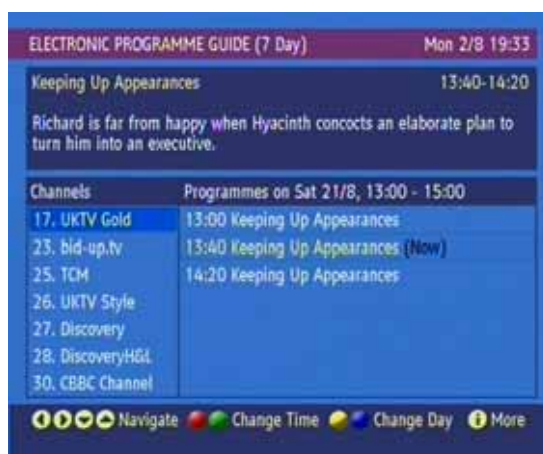 ELECTRONIC PROGRAMME GUIDE (7 Day) Mon 2/8 19:33
Keeping Up Appearances 13:40-14:20
Richard is far from happy when Hyacinth concocts an elaborate plan to
turn him into an executive.
Channels Programmes on Sat 21/8, 13:00 - 15:00
17. UKTV Gold 13:00 Keeping Up Appearances
23. bid-up.tv 13:40 Keeping Up Appearances (Now)
25. TCM 14:20 Keeping Up Appearances
26. UKTV Style
27. Discovery
28. DiscoveryH&L
30. CBBC Channel
Navigate Change Time Change Day i More